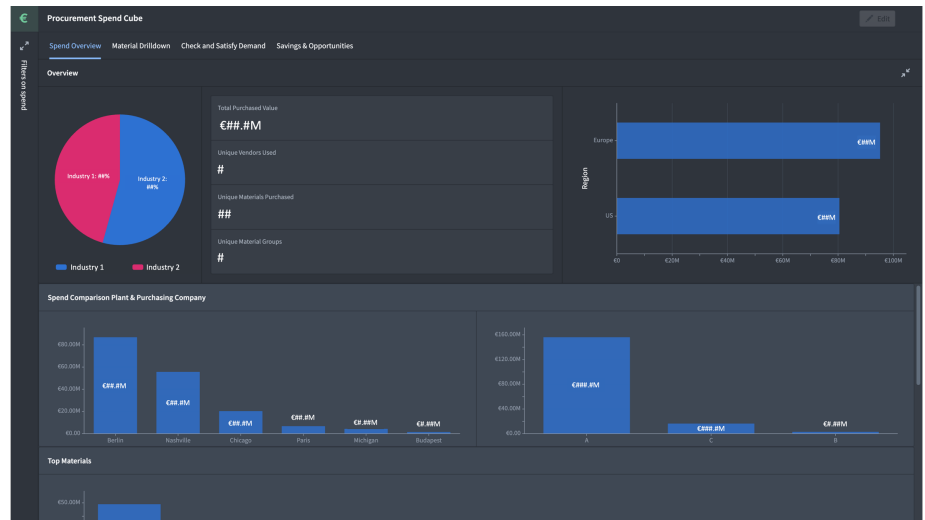 €
Procurement Spend Cube
Edit
Filters on spend
Spend Overview Material Drilldown Check and Satisfy Demand Savings & Opportunities
Overview
Industry 1: ##%
Industry 2:
##%
Industry 1 Industry 2
Total Purchased Value
€##.#M
Unique Vendors Used
#
Unique Materials Purchased
##
Unique Material Groups
#
Region
Europe
€##M
US
€##M
€0 €20M €40M €60M €80M €100M
Spend Comparison Plant & Purchasing Company
€80.00M
€60.00M
€40.00M
€20.00M
€0.00
€##.#M
€##.#M
€##.#M
€##.#M
€#.##M
€#.##M
Berlin Nashville Chicago Paris Michigan Budapest
€160.00M
€120.00M
€80.00M
€40.00M
€0.00
€###.#M
€###.#M
€#.##M
A C B
Top Materials
€50.00M